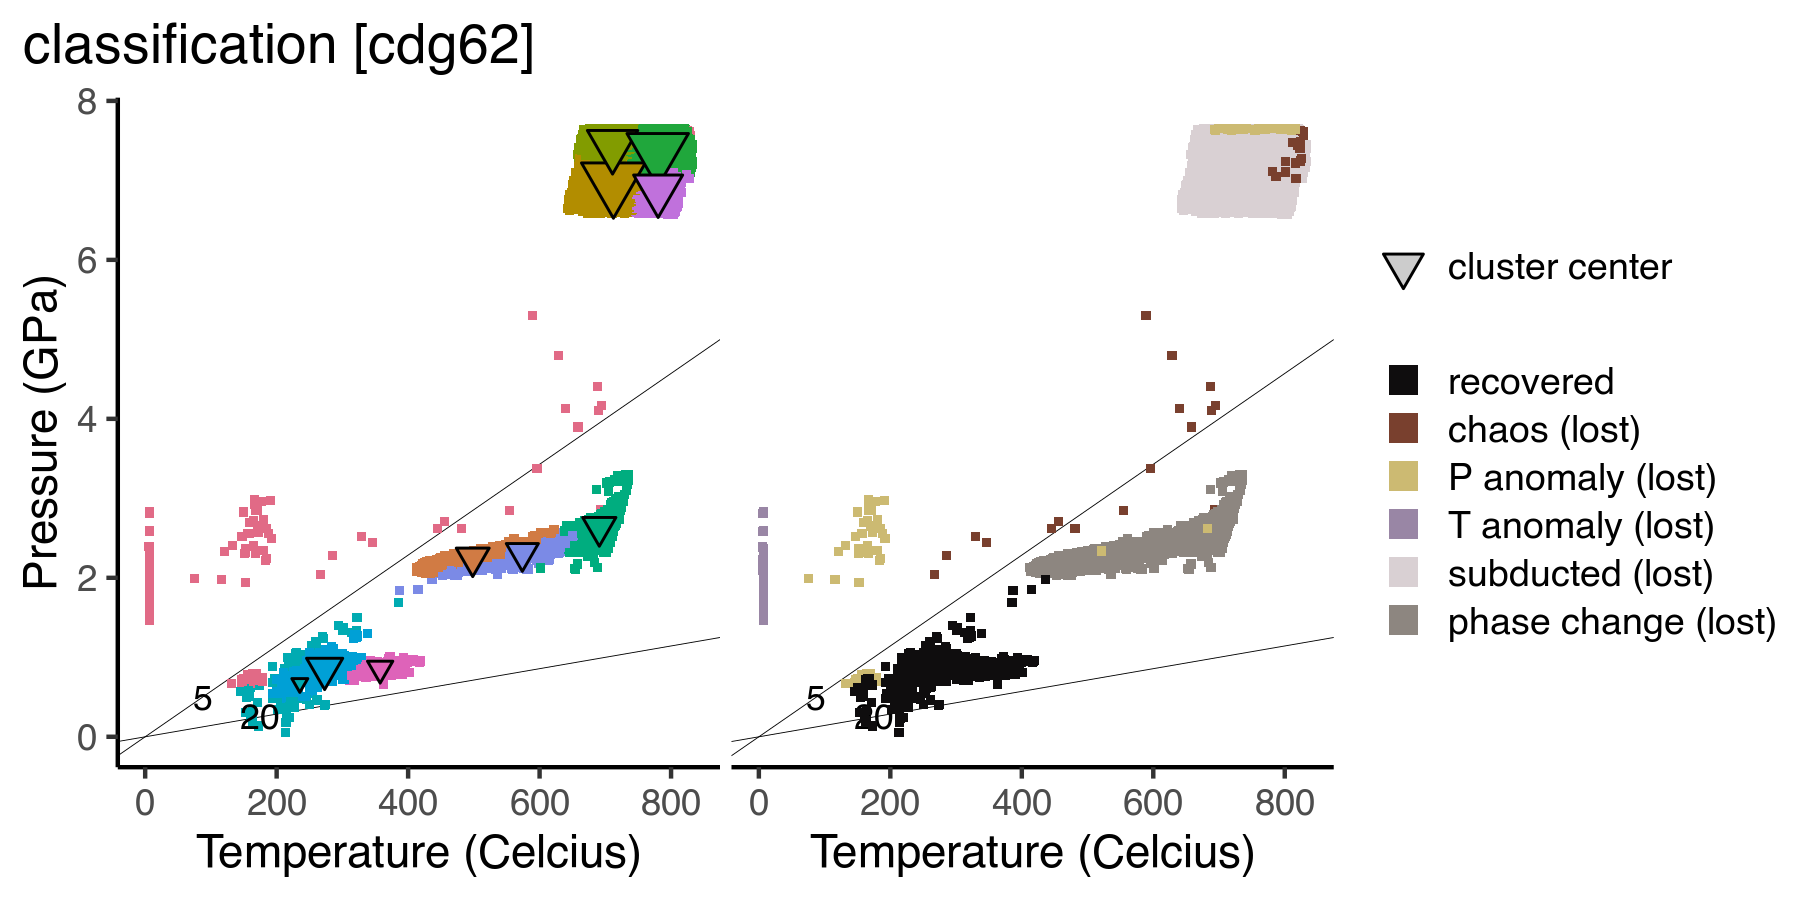 classification [cdg62]
8
6
4
2
0
Pressure (GPa)
5
20
5
20
0 200 400 600 800
0 200 400 600 800
Temperature (Celcius)
Temperature (Celcius)
cluster center
recovered
chaos (lost)
P anomaly (lost)
T anomaly (lost)
subducted (lost)
phase change (lost)